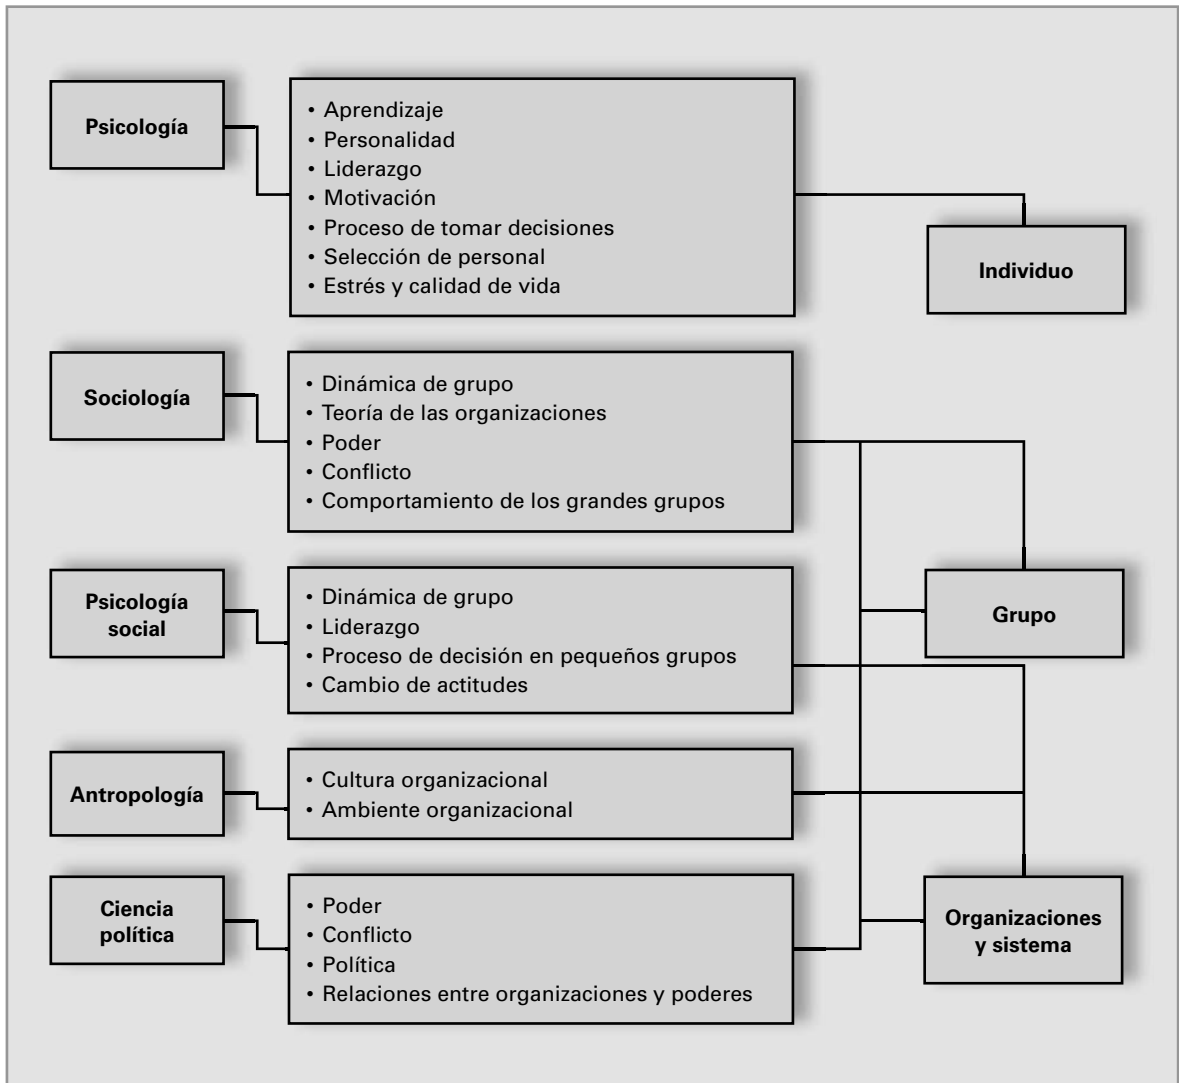 Psicología
• Aprendizaje
• Personalidad
• Liderazgo
• Motivación
• Proceso de tomar decisiones
• Selección de personal
• Estrés y calidad de vida
Individuo
Sociología
• Dinámica de grupo
• Teoría de las organizaciones
• Poder
• Conflicto
• Comportamiento de los grandes grupos
Psicología
social
• Dinámica de grupo
• Liderazgo
• Proceso de decisión en pequeños grupos
• Cambio de actitudes
Grupo
Antropología
• Cultura organizacional
• Ambiente organizacional
Ciencia
política
• Poder
• Conflicto
• Política
• Relaciones entre organizaciones y poderes
Organizaciones
y sistema